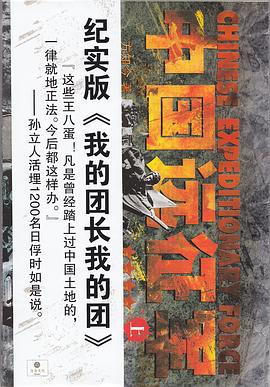 纪实版《我的团长我的团》
“这些王八蛋！凡是曾经踏上过中国土地的，
一律就地正法。今后都这样办。”
——孙立人活埋1200名日俘时如是说。
中国远征军
上
CHINESE EXPEDITIONARY FORCE